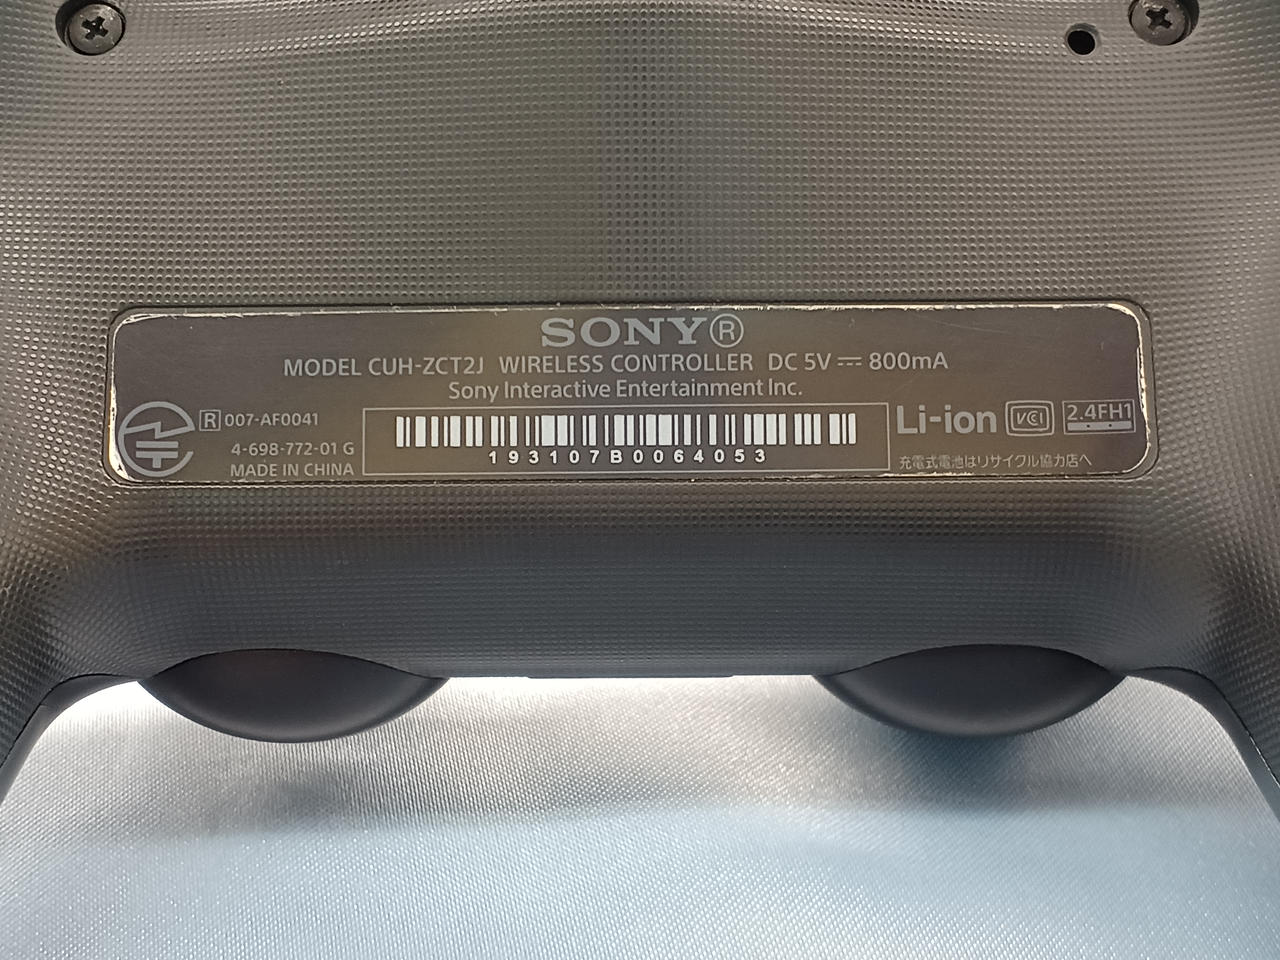 SONY®
MODEL CUH-ZCT2J WIRELESS CONTROLLER DC 5V ⎓ 800mA
Sony Interactive Entertainment Inc.
R 007-AF0041
4-698-772-01 G
MADE IN CHINA
193107B0064053
Li-ion VCI 2.4FH1
充電式電池はリサイクル協力店へ